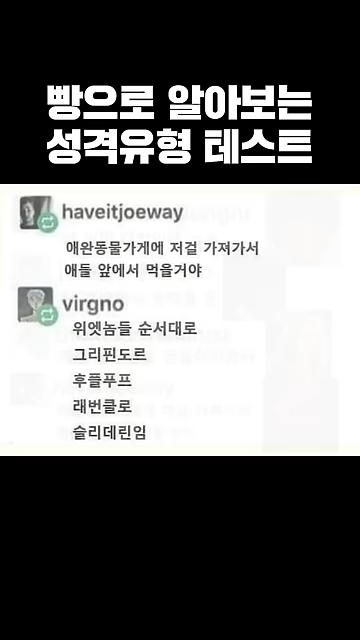 빵으로 알아보는
성격유형 테스트
haveitjoeway
애완동물가게에 저걸 가져가서
애들 앞에서 먹을거야
virgno
위엣놈들 순서대로
그리핀도르
후플푸프
래번클로
슬리데린임